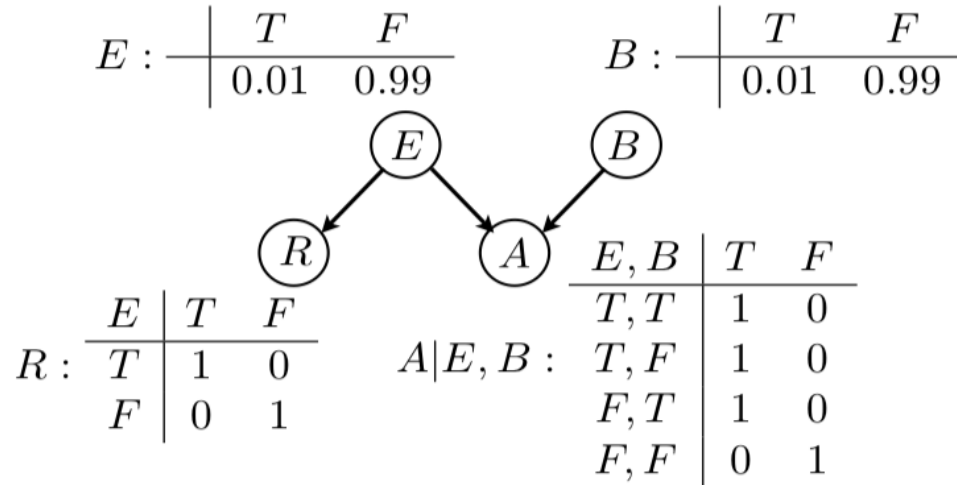 E : T F
0.01 0.99
B : T F
0.01 0.99
E
B
R
A
R : E T F
T 1 0
F 0 1
A|E, B : E, B T F
T, T 1 0
T, F 1 0
F, T 1 0
F, F 0 1